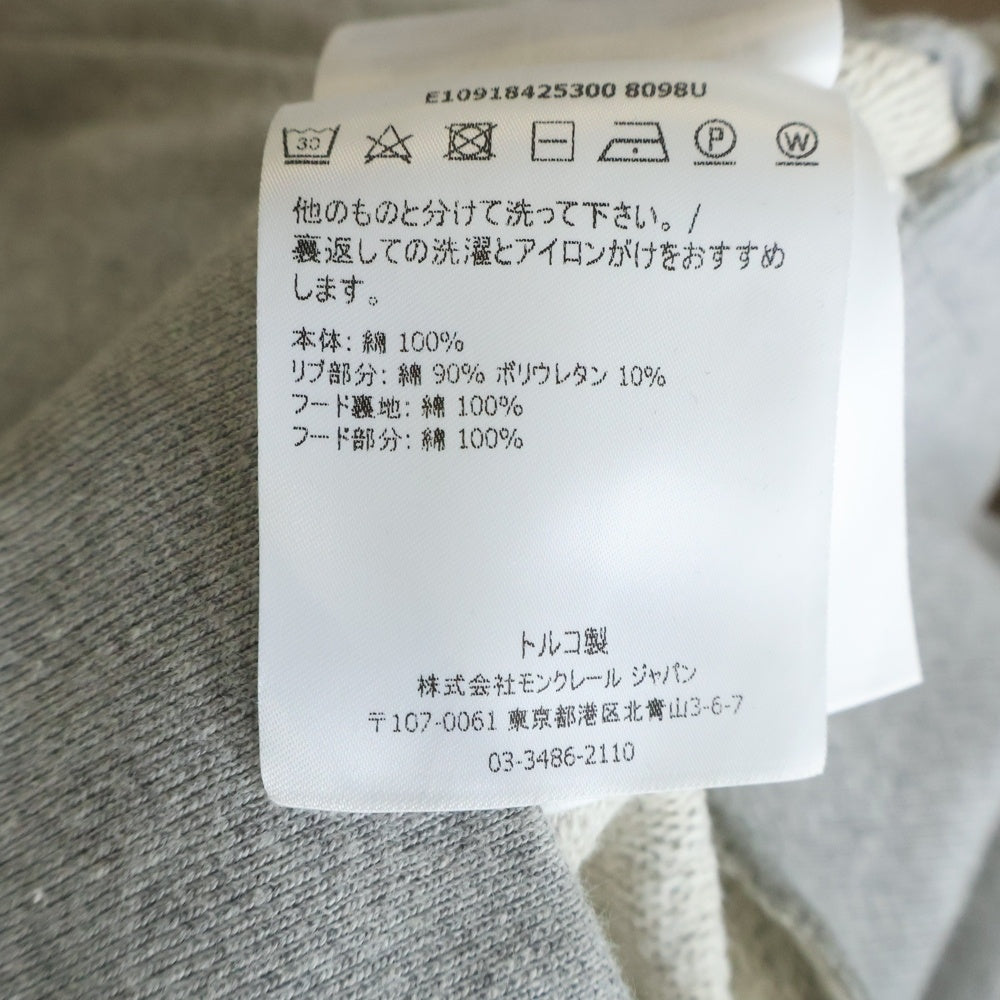 E10918425300 8098U
30 P W
他のものと分けて洗って下さい。/
裏返しての洗濯とアイロンがけをおすすめ
します。
本体: 綿 100%
リブ部分: 綿 90% ポリウレタン 10%
フード裏地: 綿 100%
フード部分: 綿 100%
トルコ製
株式会社モンクレール ジャパン
〒107-0061 東京都港区北青山3-6-7
03-3486-2110